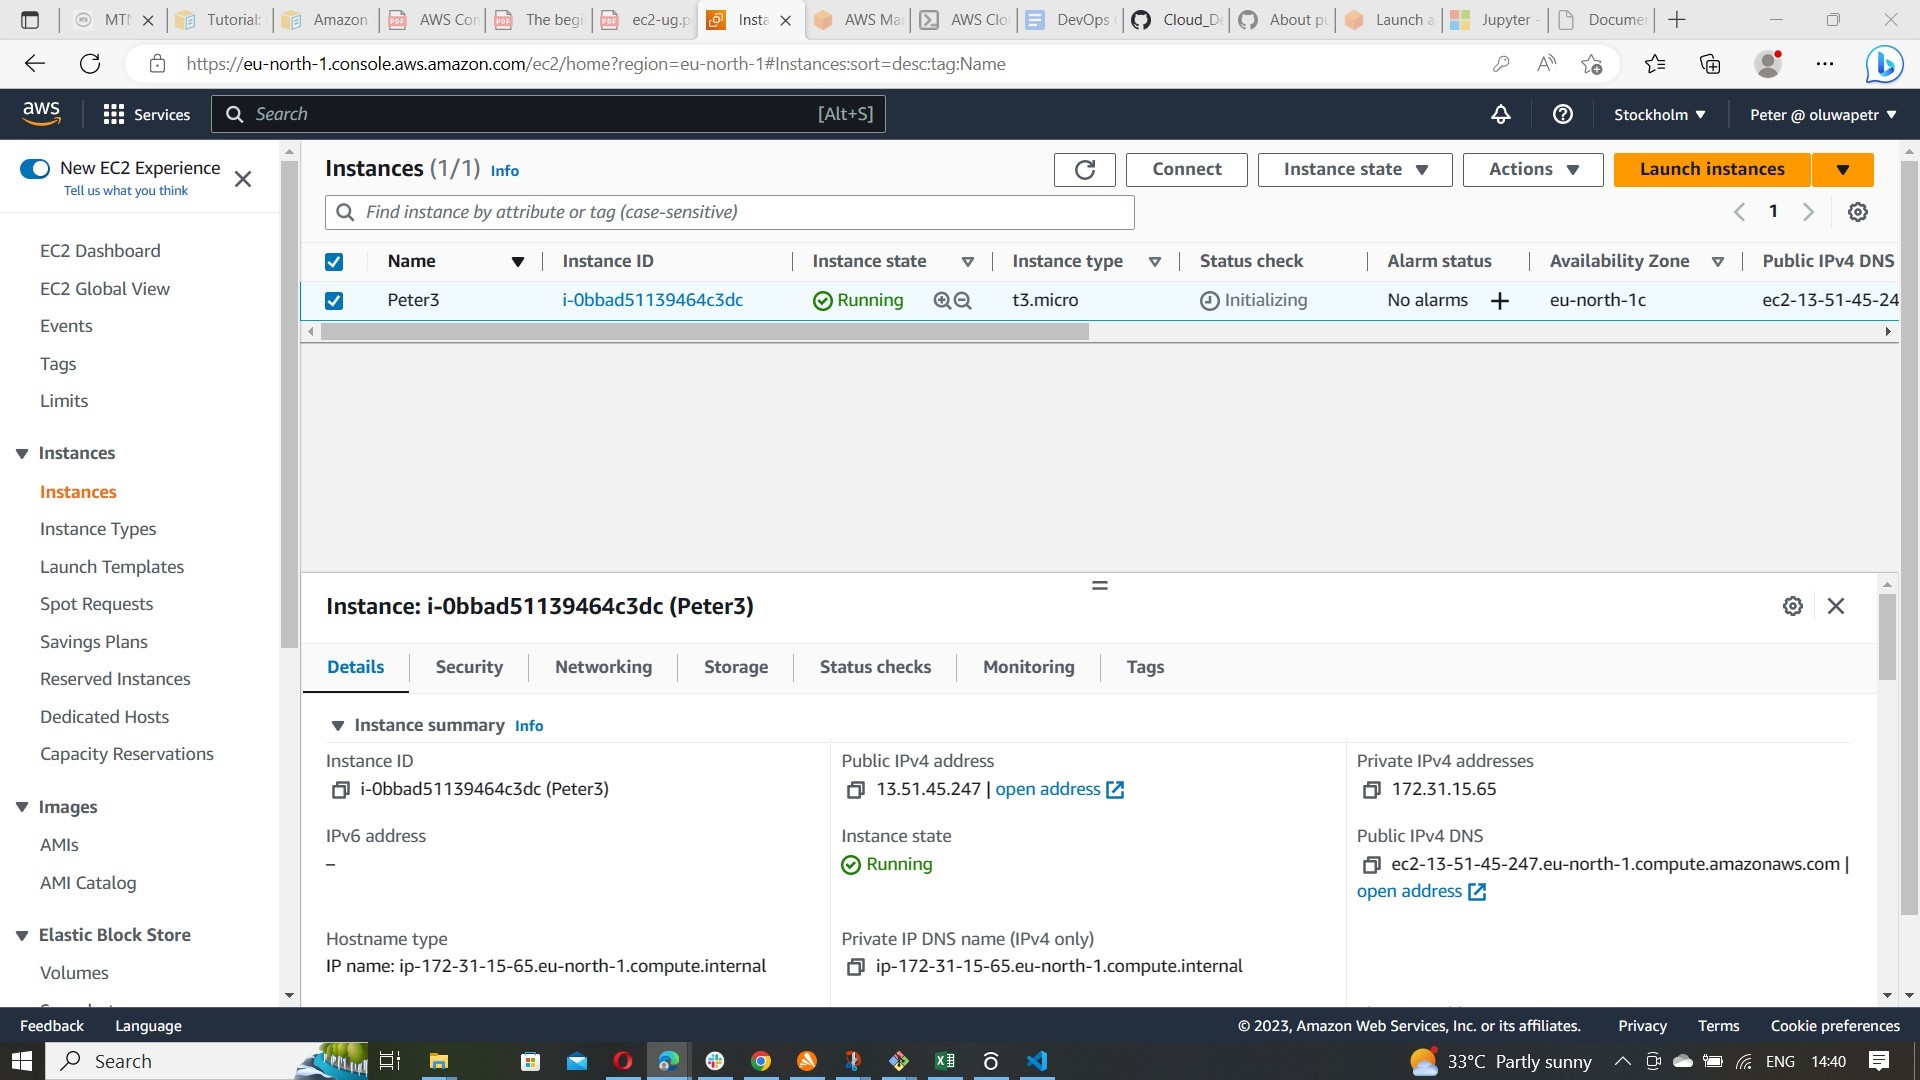 MTN
Tutorial:
Amazon
AWS Con
The begi
ec2-ug.p
Insta
AWS Mar
AWS Clo
DevOps
Cloud_De
About pu
Launch a
Jupyter -
Documen
https://eu-north-1.console.aws.amazon.com/ec2/home?region=eu-north-1#Instances:sort=desc:tag:Name
aws
Services
Search
[Alt+S]
Stockholm
Peter @ oluwapetr
New EC2 Experience
Tell us what you think
EC2 Dashboard
EC2 Global View
Events
Tags
Limits
Instances
Instances
Instance Types
Launch Templates
Spot Requests
Savings Plans
Reserved Instances
Dedicated Hosts
Capacity Reservations
Images
AMIs
AMI Catalog
Elastic Block Store
Volumes
Instances (1/1) Info
Connect
Instance state
Actions
Launch instances
Find instance by attribute or tag (case-sensitive)
1
Name Instance ID Instance state Instance type Status check Alarm status Availability Zone Public IPv4 DNS
Peter3 i-0bbad51139464c3dc Running t3.micro Initializing No alarms + eu-north-1c ec2-13-51-45-24
Instance: i-0bbad51139464c3dc (Peter3)
Details Security Networking Storage Status checks Monitoring Tags
Instance summary Info
Instance ID
i-0bbad51139464c3dc (Peter3)
Public IPv4 address
13.51.45.247 | open address
Private IPv4 addresses
172.31.15.65
IPv6 address
–
Instance state
Running
Public IPv4 DNS
ec2-13-51-45-247.eu-north-1.compute.amazonaws.com |
open address
Hostname type
IP name: ip-172-31-15-65.eu-north-1.compute.internal
Private IP DNS name (IPv4 only)
ip-172-31-15-65.eu-north-1.compute.internal
Feedback Language
© 2023, Amazon Web Services, Inc. or its affiliates. Privacy Terms Cookie preferences
Search
33°C Partly sunny
ENG
14:40